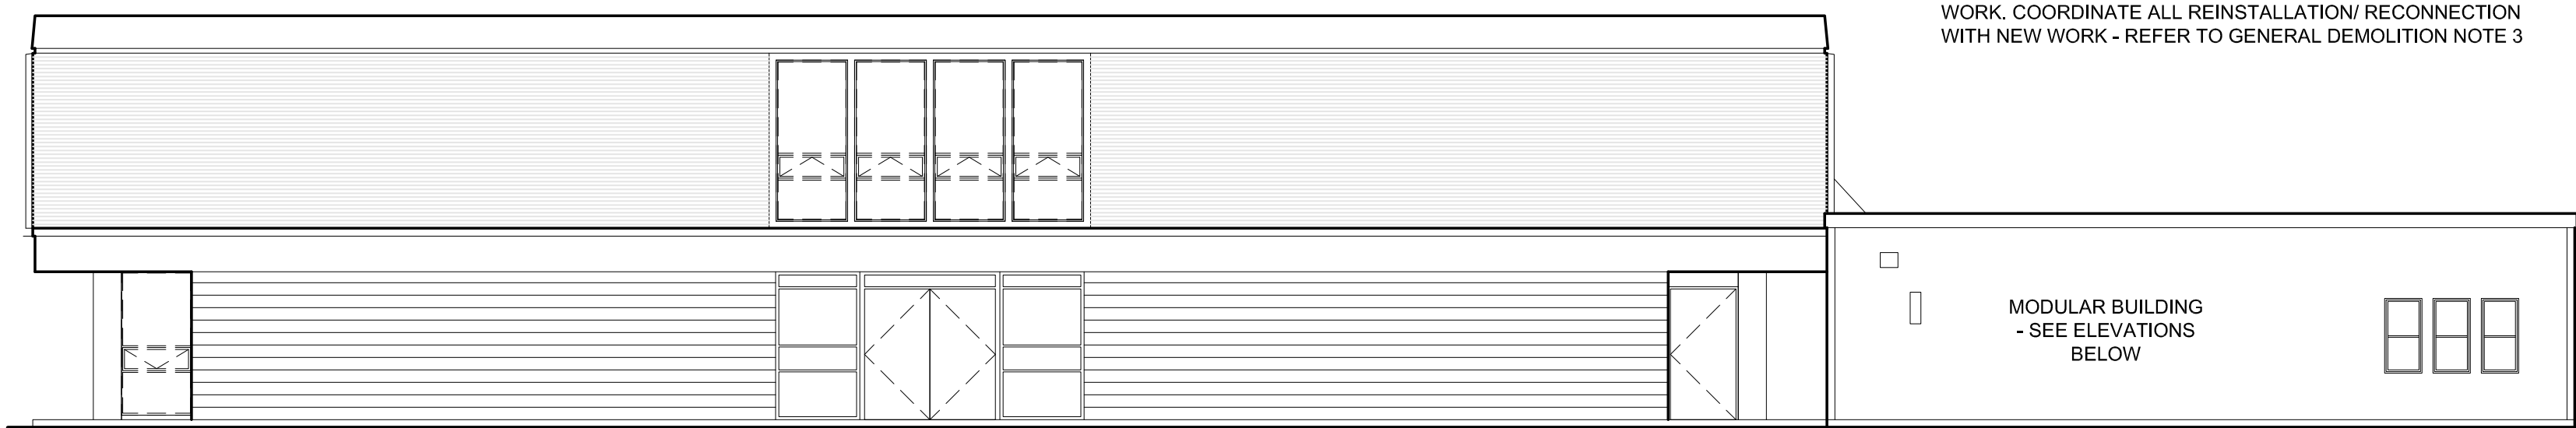 WORK. COORDINATE ALL REINSTALLATION/ RECONNECTION
WITH NEW WORK - REFER TO GENERAL DEMOLITION NOTE 3
MODULAR BUILDING
- SEE ELEVATIONS
BELOW